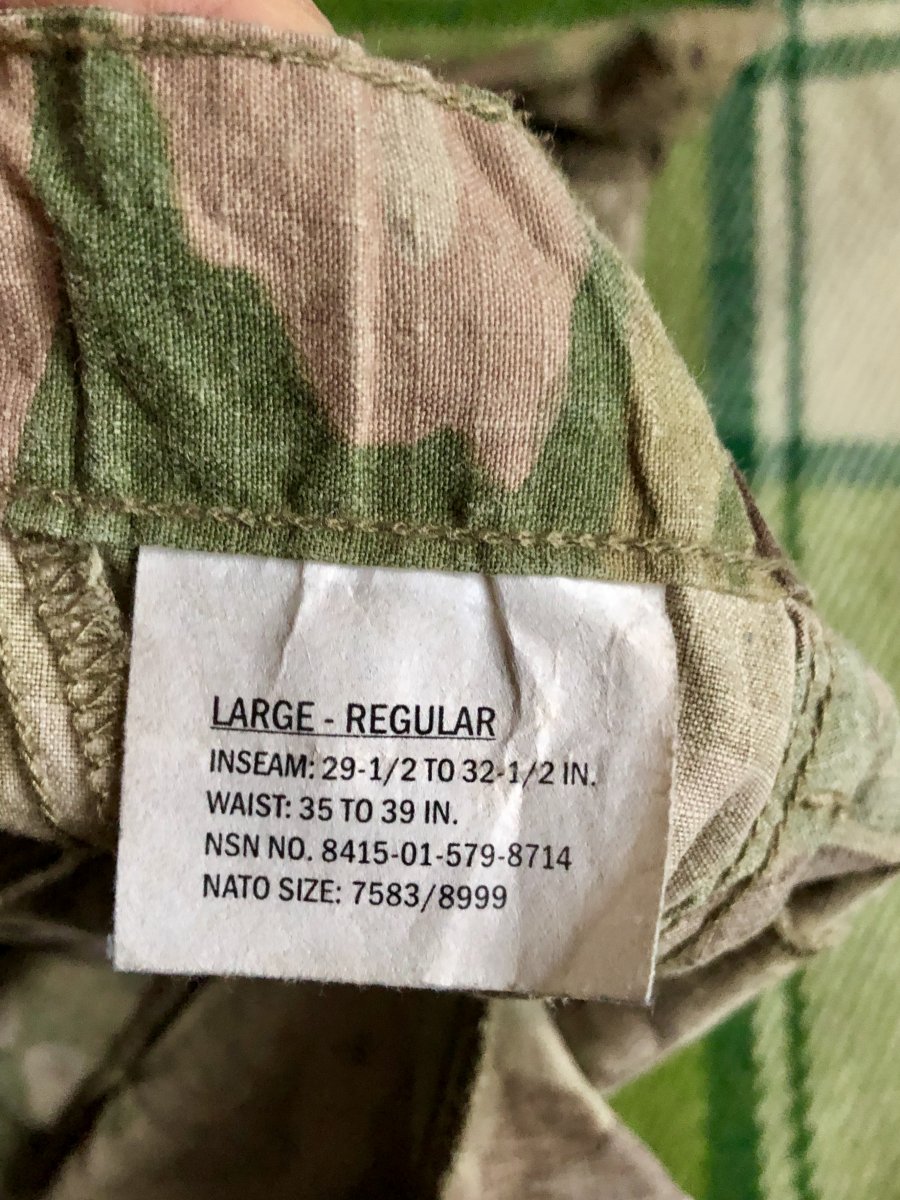 LARGE - REGULAR
INSEAM: 29-1/2 TO 32-1/2 IN.
WAIST: 35 TO 39 IN.
NSN NO. 8415-01-579-8714
NATO SIZE: 7583/8999